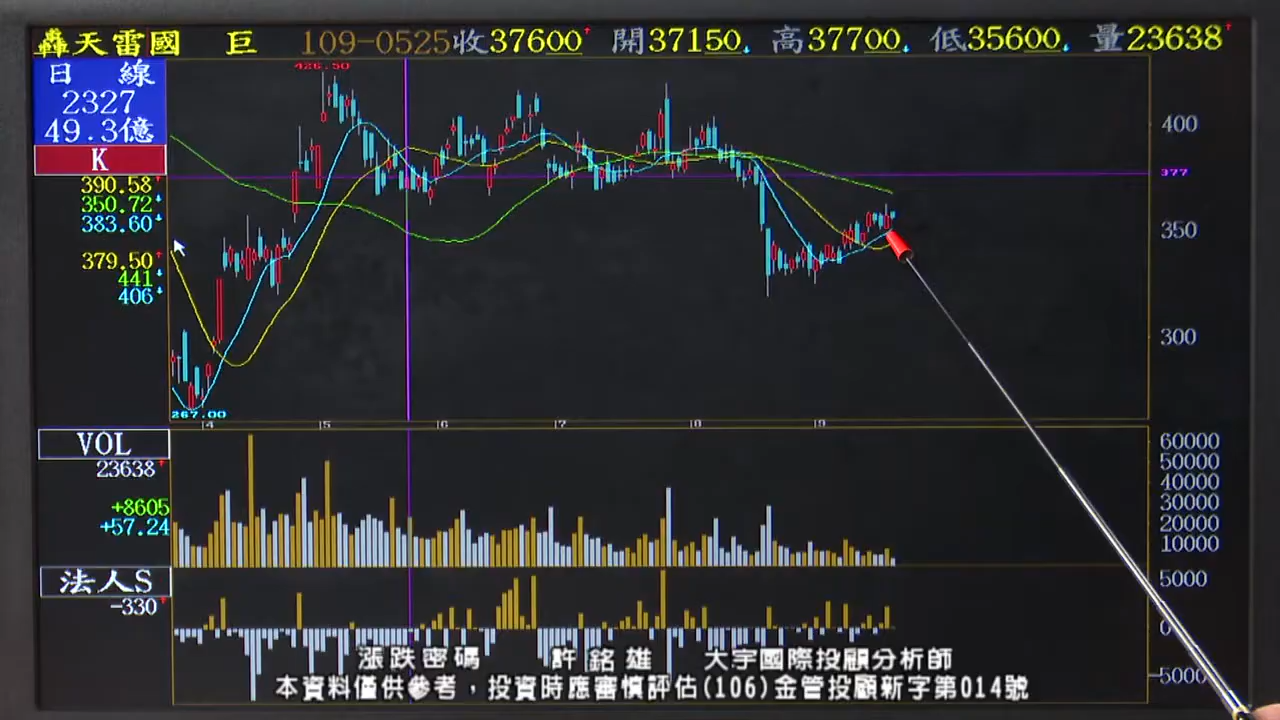 轟天雷國 巨 109-0525收37600 開37150 高37700 低35600 量23638
日 線
2327
49.3億
K
390.58
350.72
383.60
379.50
441
406
426.50
400
377
350
300
267.00
4 5 6 7 8 9
VOL
23638
+8605
+57.24
60000
50000
40000
30000
20000
10000
法人S
-330
5000
0
-5000
漲跌密碼 許銘雄 大宇國際投顧分析師
本資料僅供參考，投資時應審慎評估(106)金管投顧新字第014號